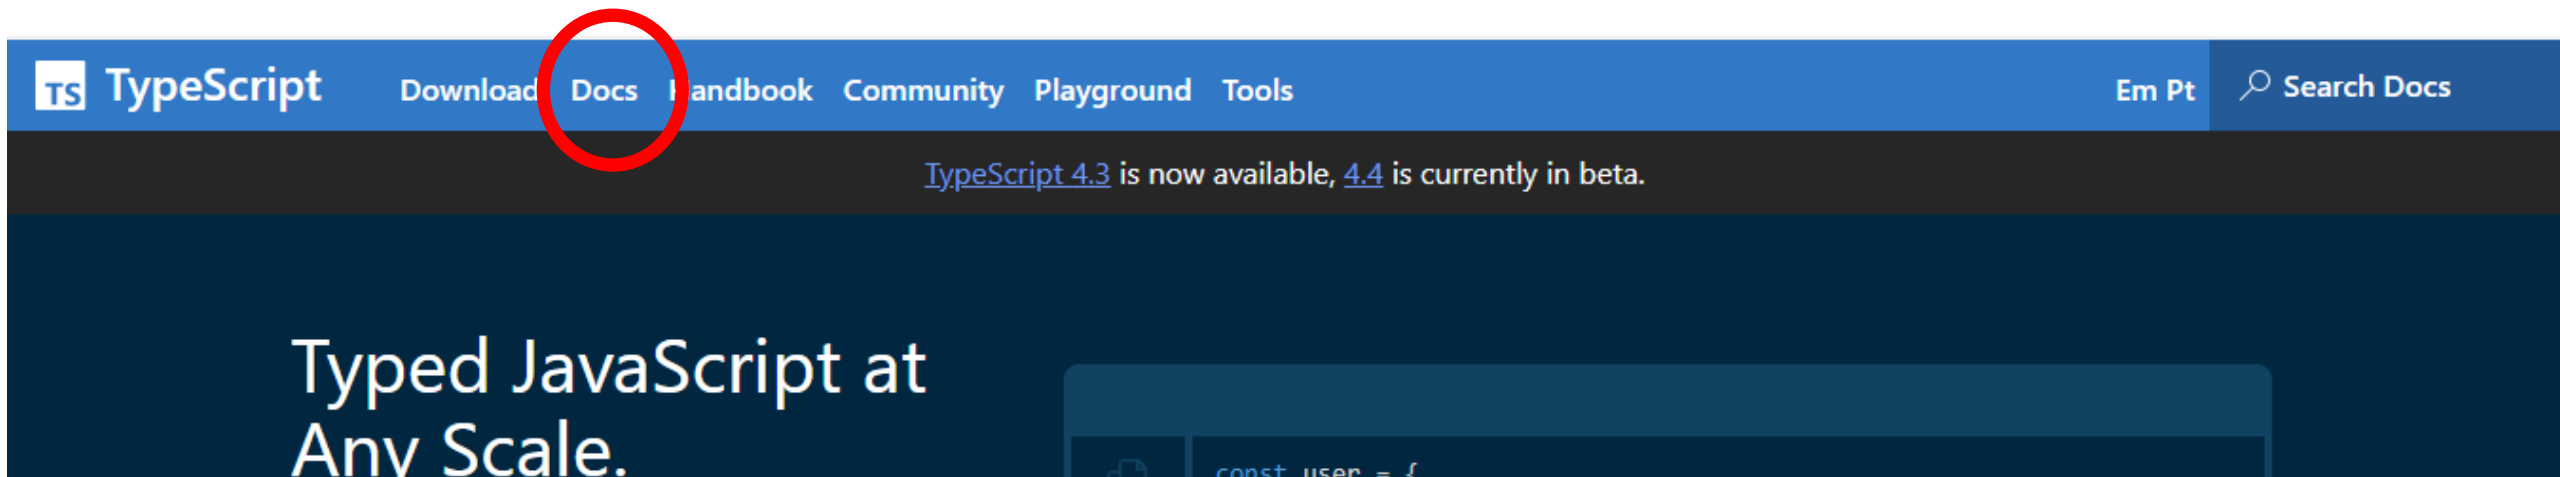 TS TypeScript Download Docs Handbook Community Playground Tools Em Pt Search Docs
TypeScript 4.3 is now available, 4.4 is currently in beta.
Typed JavaScript at
Any Scale.
const user = {